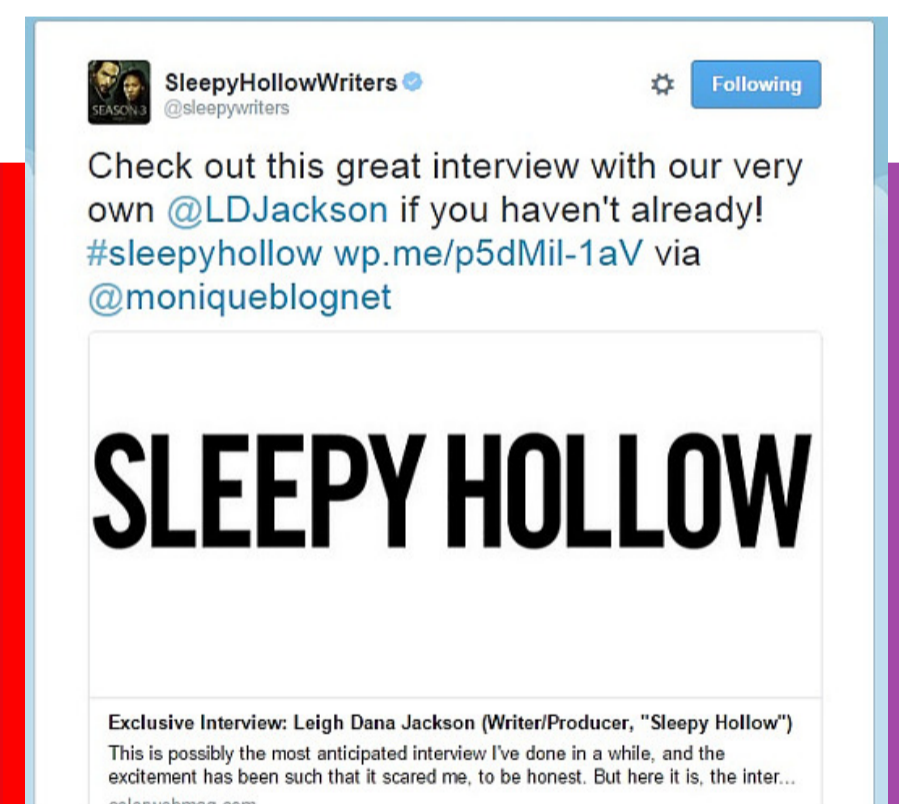 SEASON 3
SleepyHollowWriters
@sleepywriters
Following
Check out this great interview with our very
own @LDJackson if you haven't already!
#sleepyhollow wp.me/p5dMil-1aV via
@moniqueblognet
SLEEPY HOLLOW
Exclusive Interview: Leigh Dana Jackson (Writer/Producer, "Sleepy Hollow")
This is possibly the most anticipated interview I've done in a while, and the
excitement has been such that it scared me, to be honest. But here it is, the inter...